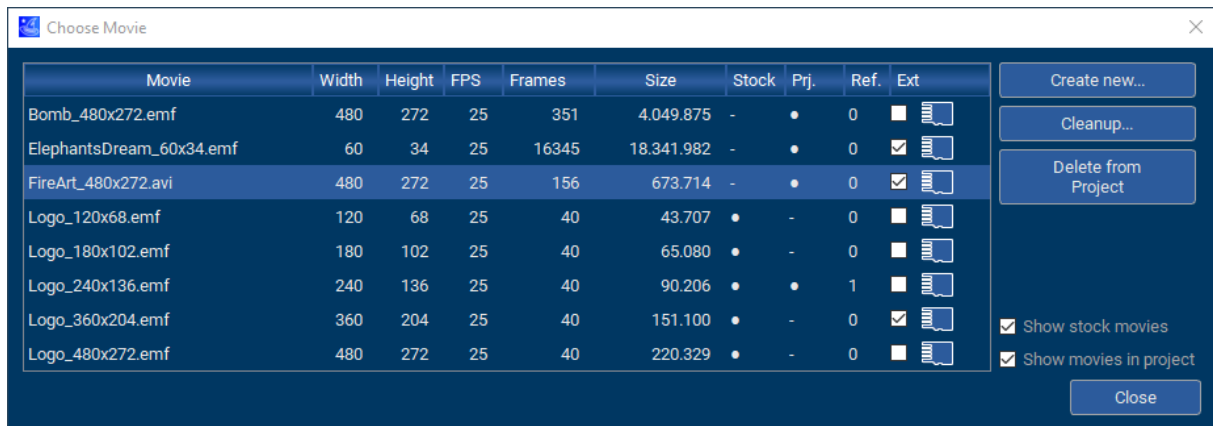 Choose Movie
Movie Width Height FPS Frames Size Stock Prj. Ref. Ext
Bomb_480x272.emf 480 272 25 351 4.049.875 - ● 0
ElephantsDream_60x34.emf 60 34 25 16345 18.341.982 - ● 0
FireArt_480x272.avi 480 272 25 156 673.714 - ● 0
Logo_120x68.emf 120 68 25 40 43.707 ● - 0
Logo_180x102.emf 180 102 25 40 65.080 ● - 0
Logo_240x136.emf 240 136 25 40 90.206 ● ● 1
Logo_360x204.emf 360 204 25 40 151.100 ● - 0
Logo_480x272.emf 480 272 25 40 220.329 ● - 0
Create new...
Cleanup...
Delete from
Project
Show stock movies
Show movies in project
Close